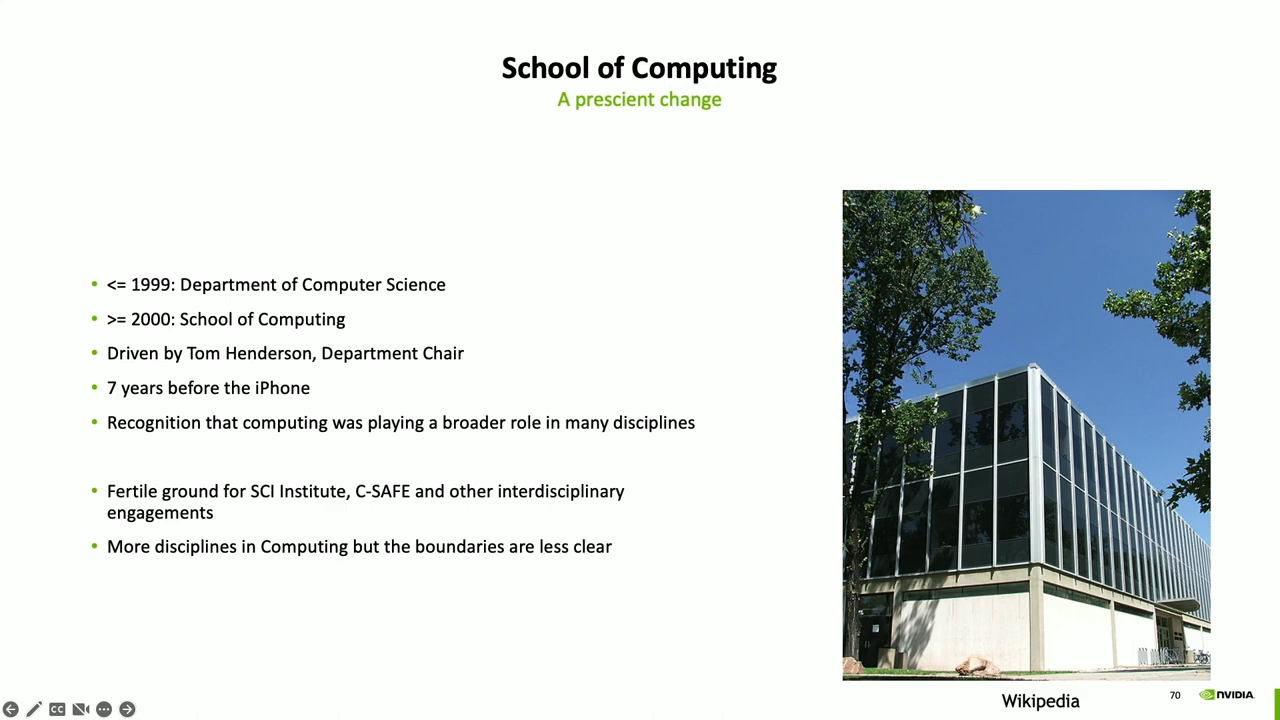 School of Computing
A prescient change
<= 1999: Department of Computer Science
>= 2000: School of Computing
Driven by Tom Henderson, Department Chair
7 years before the iPhone
Recognition that computing was playing a broader role in many disciplines
Fertile ground for SCI Institute, C-SAFE and other interdisciplinary
engagements
More disciplines in Computing but the boundaries are less clear
Wikipedia
70
NVIDIA
CC